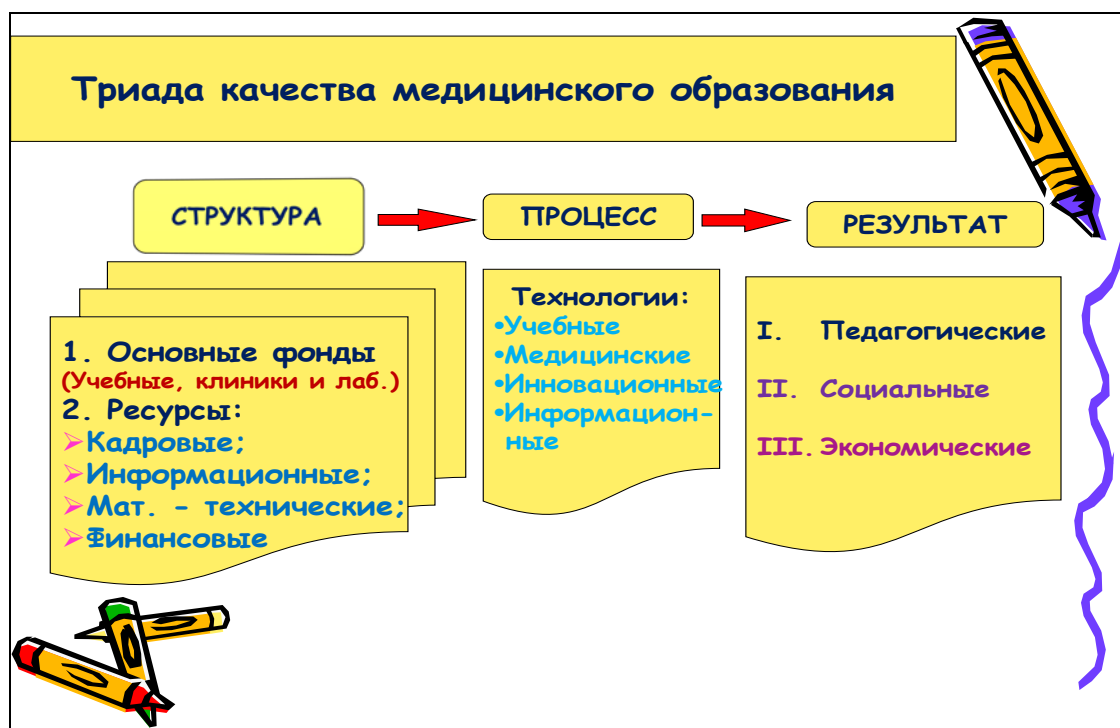 Триада качества медицинского образования
СТРУКТУРА
ПРОЦЕСС
РЕЗУЛЬТАТ
1. Основные фонды
(Учебные, клиники и лаб.)
2. Ресурсы:
Кадровые;
Информационные;
Мат. - технические;
Финансовые
Технологии:
•Учебные
•Медицинские
•Инновационные
•Информацион-
ные
I. Педагогические
II. Социальные
III. Экономические